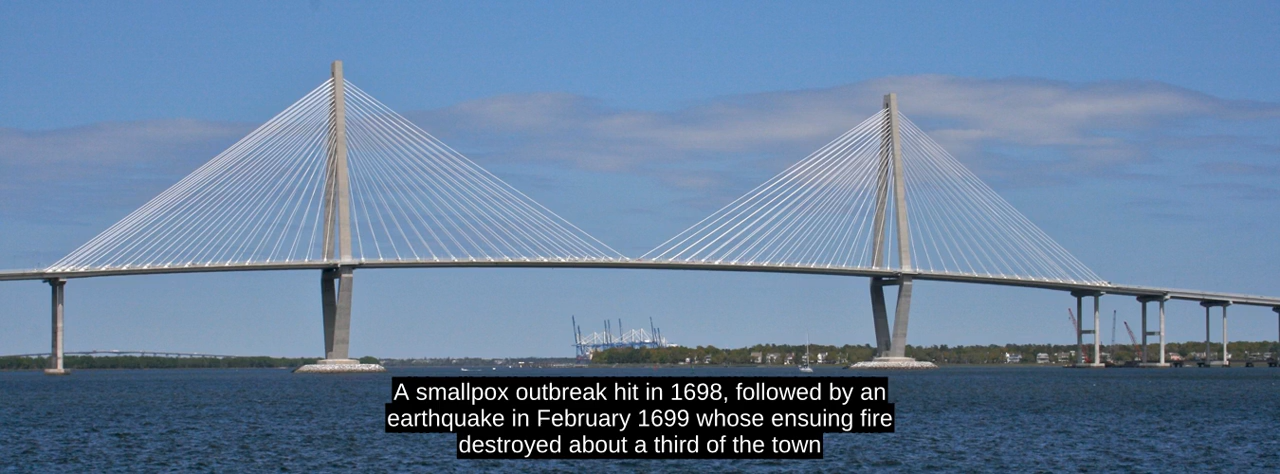 A smallpox outbreak hit in 1698, followed by an
earthquake in February 1699 whose ensuing fire
destroyed about a third of the town